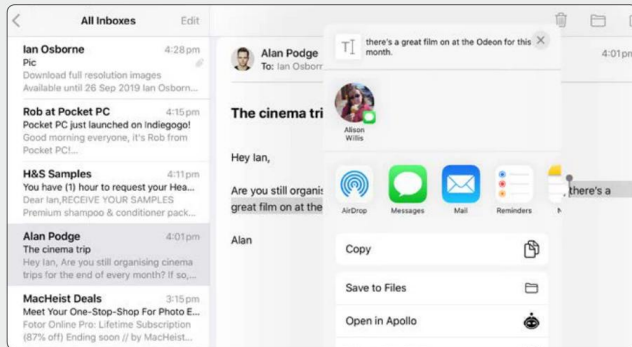 All Inboxes
Edit
Ian Osborne
4:28pm
Pic
Download full resolution images
Available until 26 Sep 2019 Ian Osborn...
Rob at Pocket PC
4:15pm
Pocket PC just launched on Indiegogo!
Good morning everyone, it's Rob from
Pocket PC!...
H&S Samples
4:11pm
You have (1) hour to request your Hea...
Dear Ian,RECEIVE YOUR SAMPLES
Premium shampoo & conditioner pack...
Alan Podge
4:01pm
The cinema trip
Hey Ian, Are you still organising cinema
trips for the end of every month? If so,...
MacHeist Deals
3:15pm
Meet Your One-Stop-Shop For Photo E...
Fotor Online Pro: Lifetime Subscription
(87% off) Ending soon // by MacHeist...
Alan Podge
To: Ian Osborn
4:01pm
The cinema tri
Hey Ian,
Are you still organis
there's a
great film on at the
Alan
there's a great film on at the Odeon for this
month.
Alison
Willis
AirDrop
Messages
Mail
Reminders
N
Copy
Save to Files
Open in Apollo